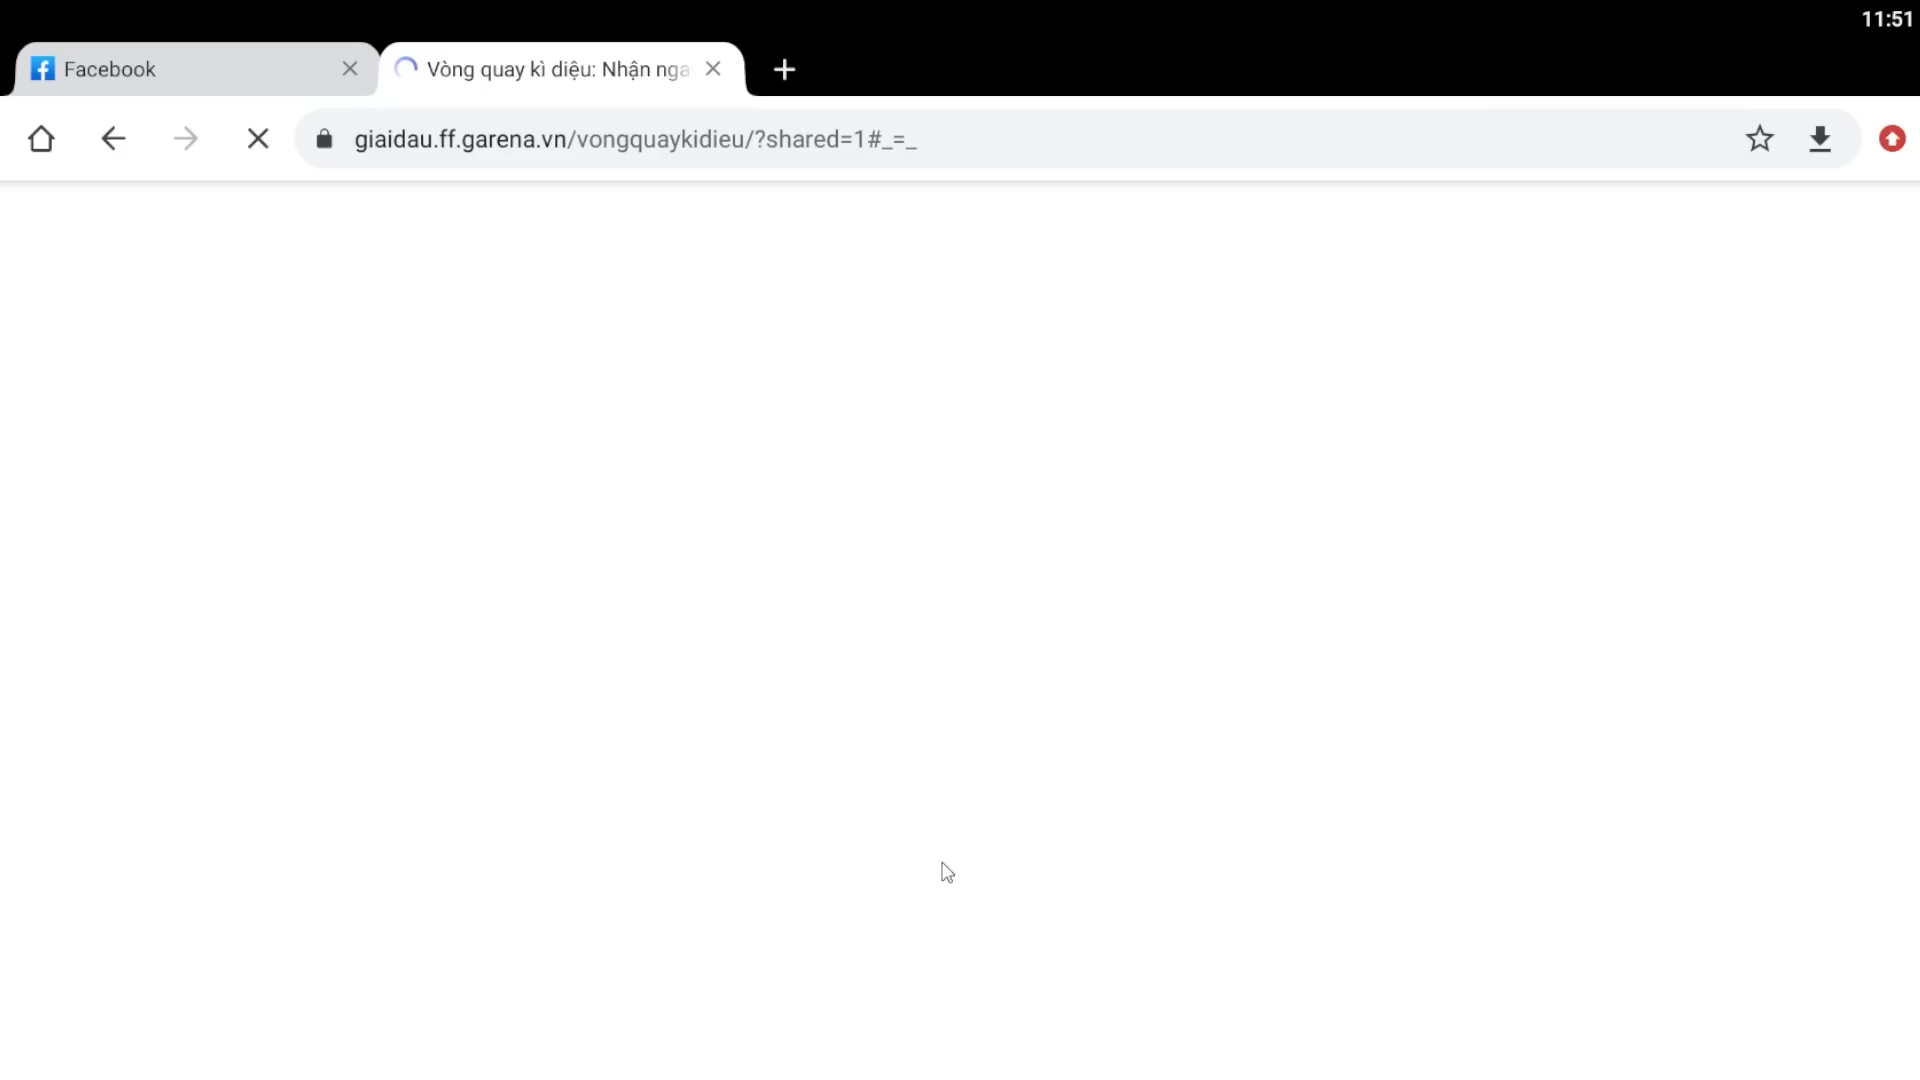 11:51
Facebook
Vòng quay kì diệu: Nhận nga
giaidau.ff.garena.vn/vongquaykidieu/?shared=1#_=_